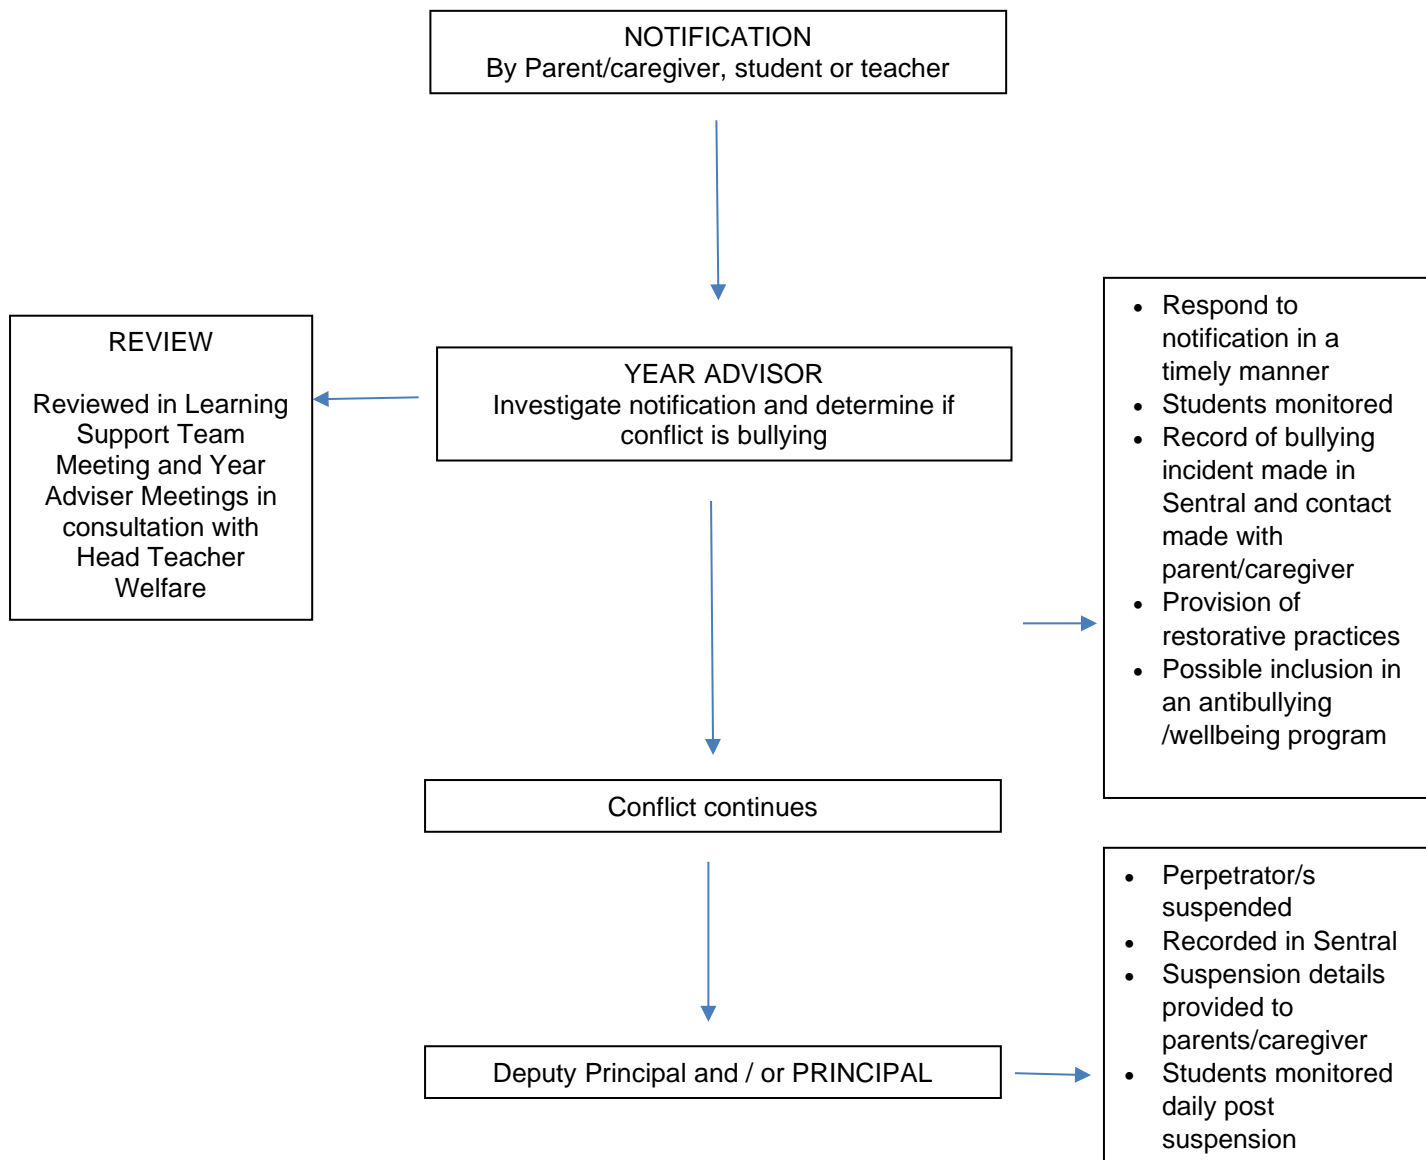 NOTIFICATION
By Parent/caregiver, student or teacher
REVIEW
Reviewed in Learning
Support Team
Meeting and Year
Adviser Meetings in
consultation with
Head Teacher
Welfare
YEAR ADVISOR
Investigate notification and determine if
conflict is bullying
• Respond to
notification in a
timely manner
• Students monitored
• Record of bullying
incident made in
Sentral and contact
made with
parent/caregiver
• Provision of
restorative practices
• Possible inclusion in
an antibullying
/wellbeing program
Conflict continues
Deputy Principal and / or PRINCIPAL
• Perpetrator/s
suspended
• Recorded in Sentral
• Suspension details
provided to
parents/caregiver
• Students monitored
daily post
suspension